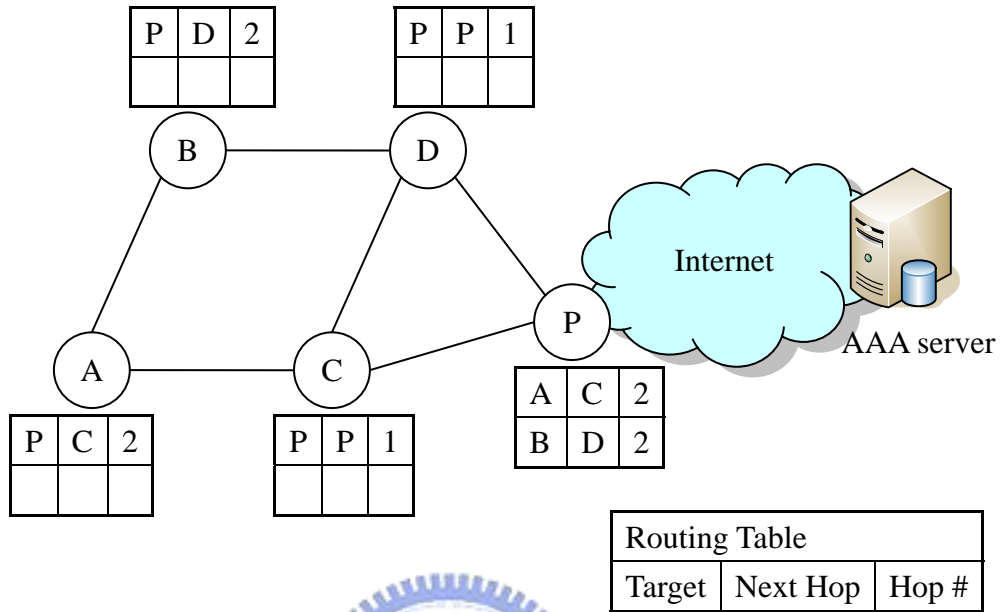 P D 2
P P 1
B
D
Internet
P
AAA server
A
C
A C 2
B D 2
P C 2
P P 1
Routing Table
Target Next Hop Hop #